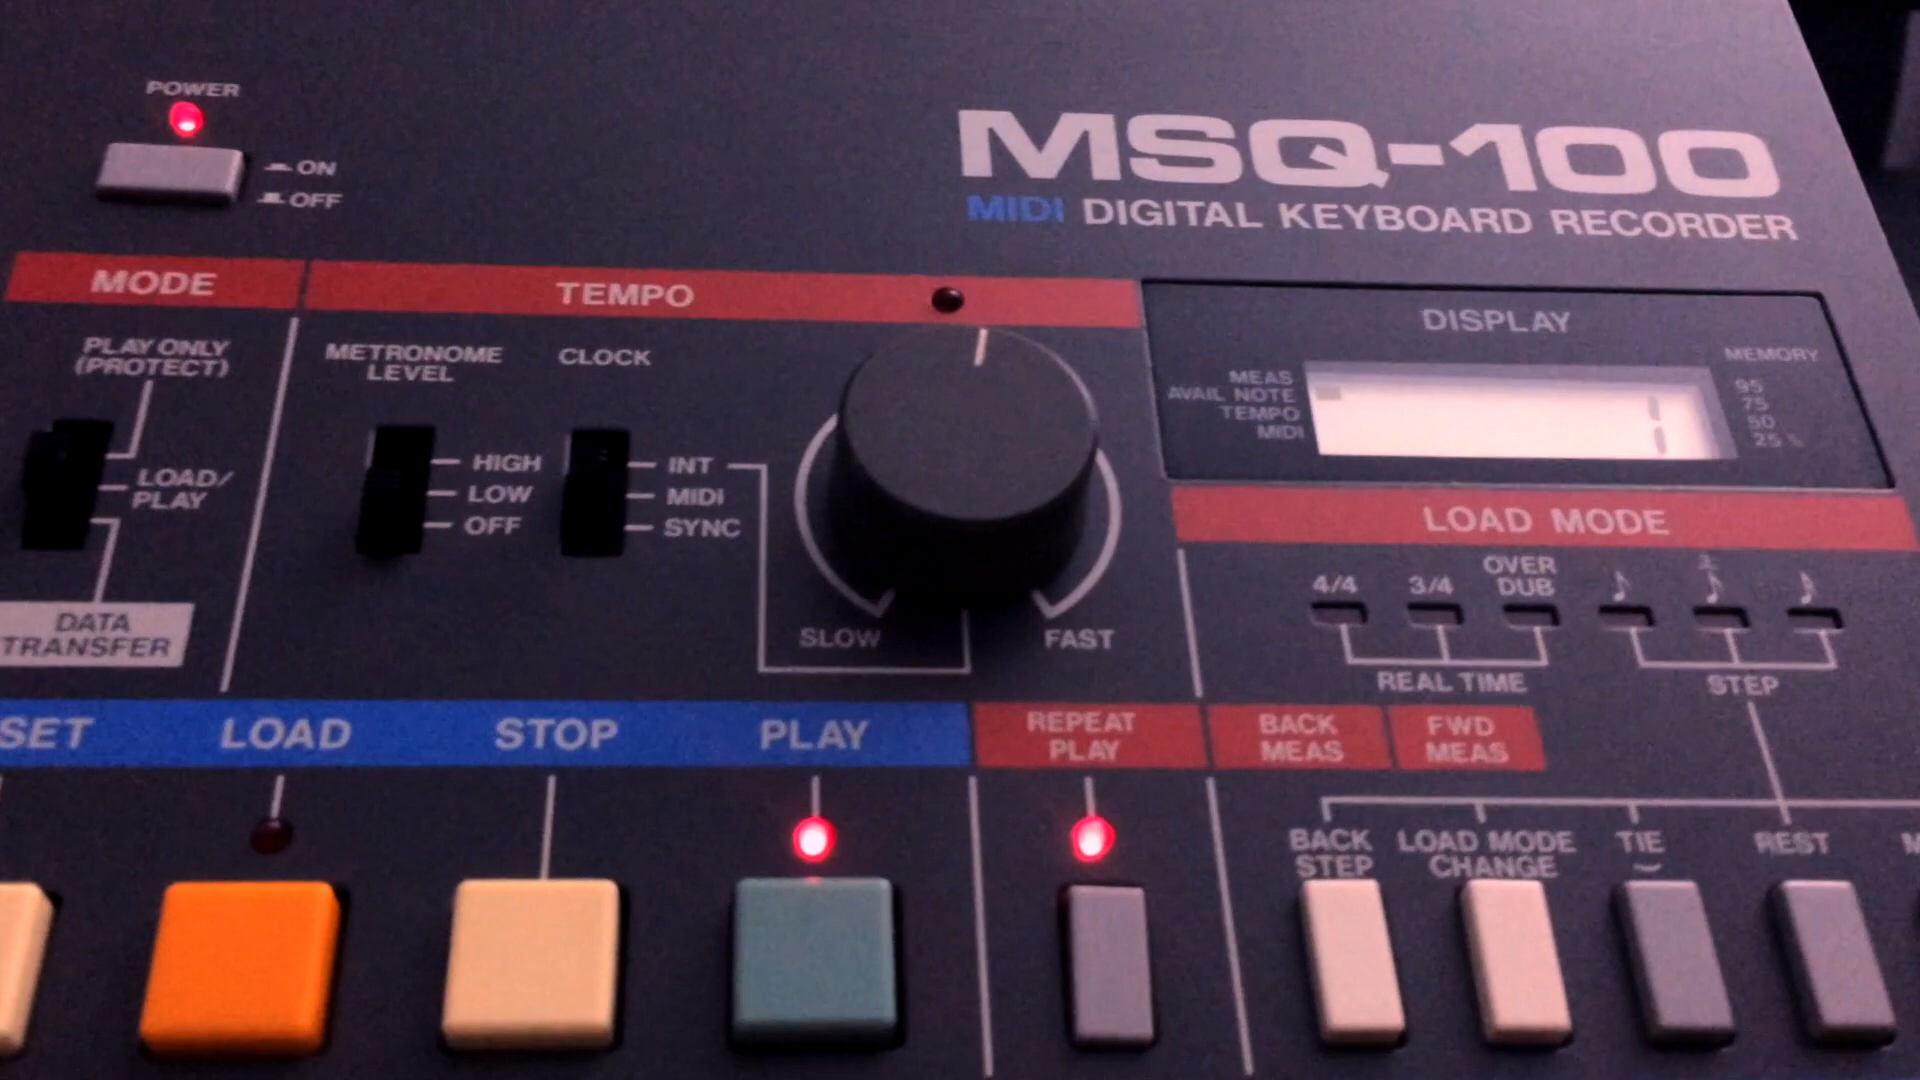 POWER
ON
OFF
MSQ-100
MIDI DIGITAL KEYBOARD RECORDER
MODE
TEMPO
DISPLAY
PLAY ONLY
(PROTECT)
LOAD/
PLAY
DATA
TRANSFER
METRONOME
LEVEL
HIGH
LOW
OFF
CLOCK
INT
MIDI
SYNC
SLOW
FAST
MEAS
AVAIL NOTE
TEMPO
MIDI
1
MEMORY
95
75
50
25 %
LOAD MODE
4/4
3/4
OVER
DUB
3
REAL TIME
STEP
SET
LOAD
STOP
PLAY
REPEAT
PLAY
BACK
MEAS
FWD
MEAS
BACK
STEP
LOAD MODE
CHANGE
TIE
REST
M